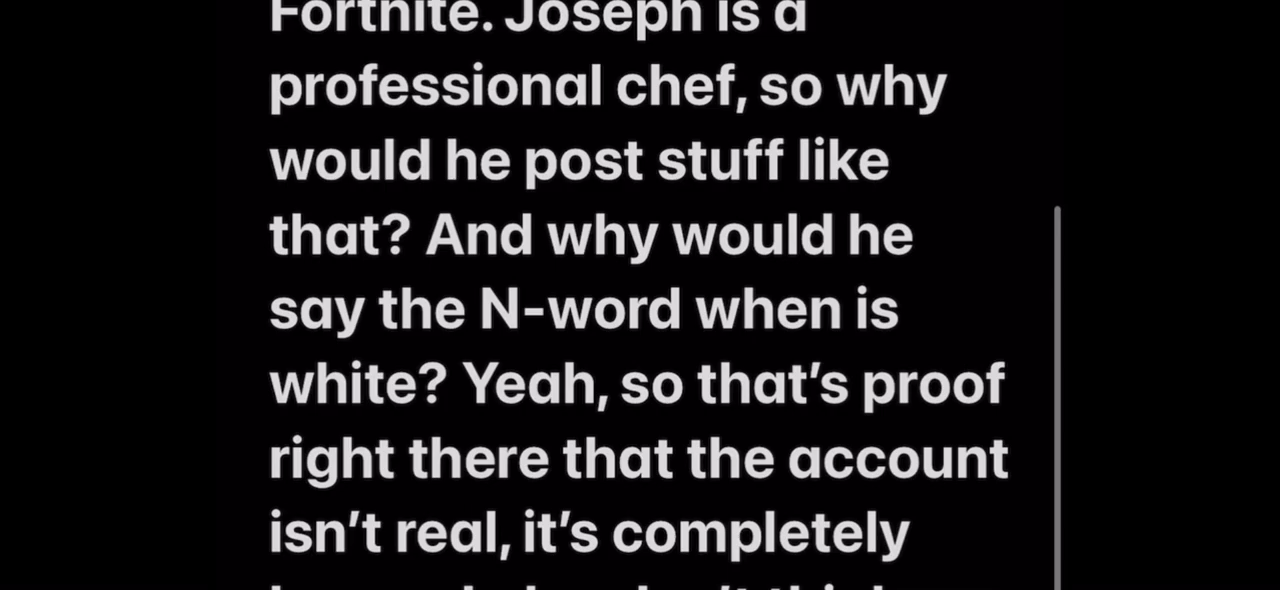 Fortnite. Joseph is a
professional chef, so why
would he post stuff like
that? And why would he
say the N-word when is
white? Yeah, so that’s proof
right there that the account
isn’t real, it’s completely